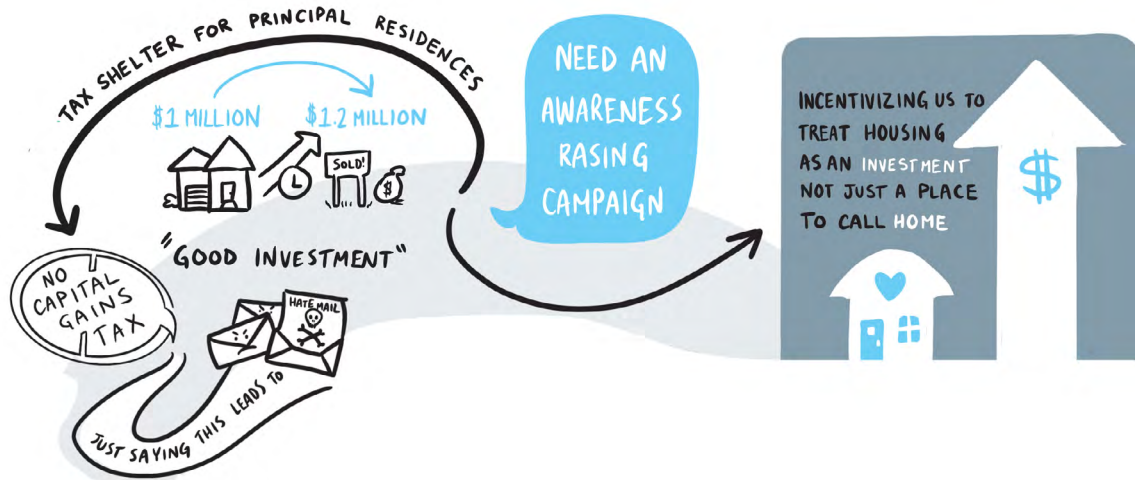 TAX SHELTER FOR PRINCIPAL RESIDENCES
$1 MILLION
$1.2 MILLION
SOLD!
$
"GOOD INVESTMENT"
NO
CAPITAL
GAINS
TAX
HATE MAIL
JUST SAYING THIS LEADS TO
NEED AN
AWARENESS
RASING
CAMPAIGN
INCENTIVIZING US TO
TREAT HOUSING
AS AN INVESTMENT
NOT JUST A PLACE
TO CALL HOME
$